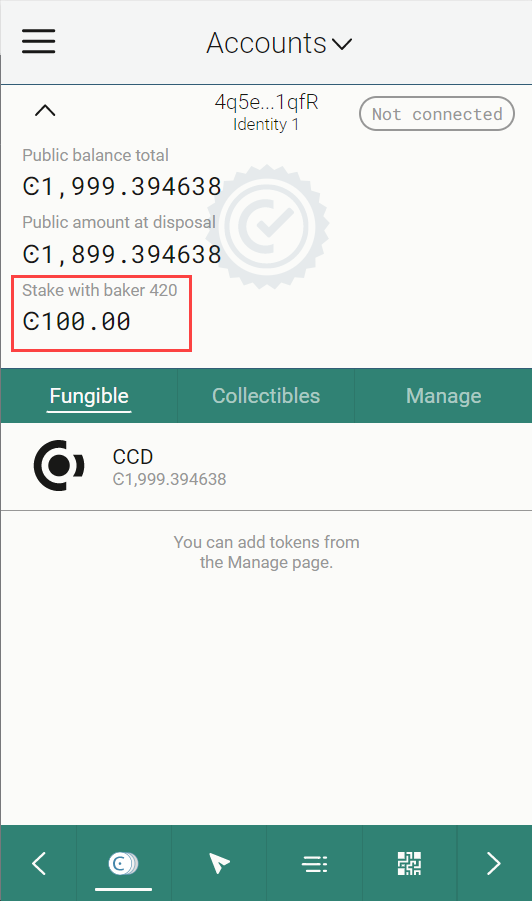 Accounts
4q5e...1qfR
Identity 1
Not connected
Public balance total
Ͼ1,999.394638
Public amount at disposal
Ͼ1,899.394638
Stake with baker 420
Ͼ100.00
Fungible
Collectibles
Manage
CCD
Ͼ1,999.394638
You can add tokens from
the Manage page.